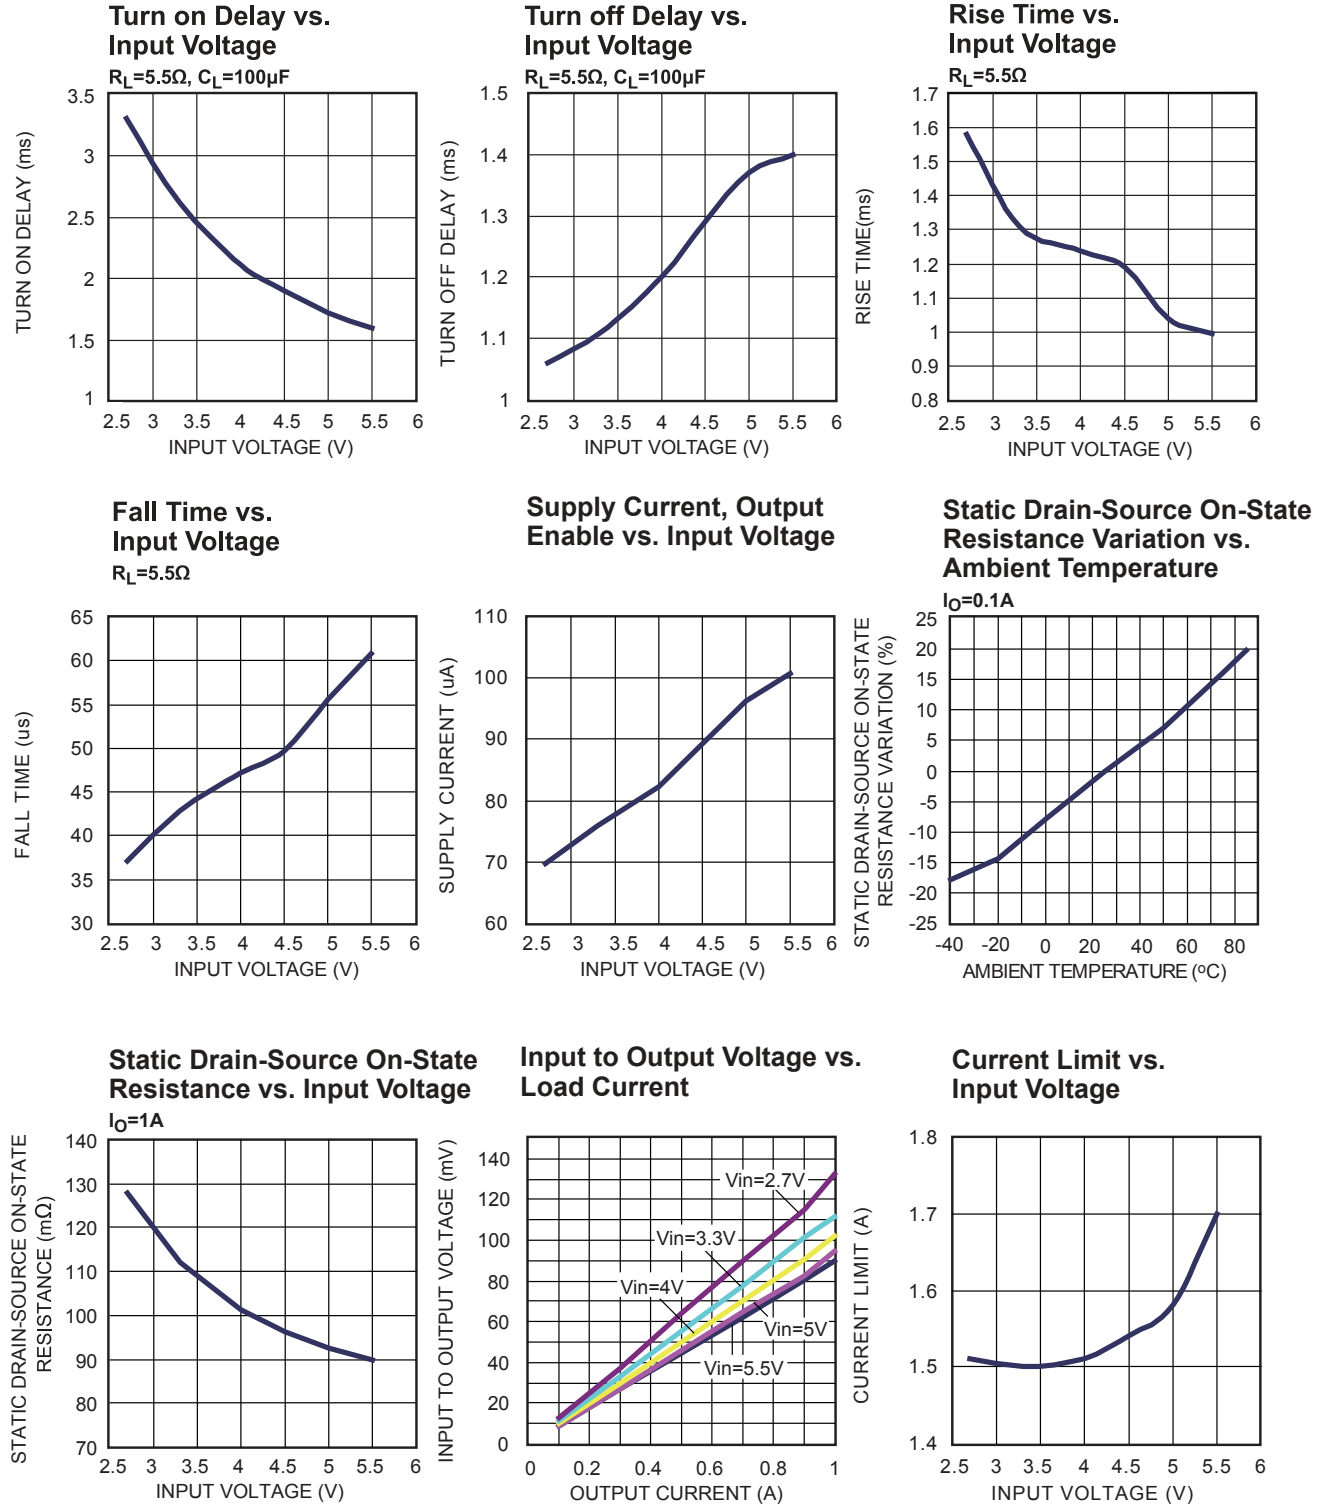 Turn on Delay vs.
Input Voltage
RL=5.5Ω, CL=100µF
TURN ON DELAY (ms)
3.5
3
2.5
2
1.5
1
2.5 3 3.5 4 4.5 5 5.5 6
INPUT VOLTAGE (V)
Turn off Delay vs.
Input Voltage
RL=5.5Ω, CL=100µF
TURN OFF DELAY (ms)
1.5
1.4
1.3
1.2
1.1
1
2.5 3 3.5 4 4.5 5 5.5 6
INPUT VOLTAGE (V)
Rise Time vs.
Input Voltage
RL=5.5Ω
RISE TIME(ms)
1.7
1.6
1.5
1.4
1.3
1.2
1.1
1
0.9
0.8
2.5 3 3.5 4 4.5 5 5.5 6
INPUT VOLTAGE (V)
Fall Time vs.
Input Voltage
RL=5.5Ω
FALL TIME (us)
65
60
55
50
45
40
35
30
2.5 3 3.5 4 4.5 5 5.5 6
INPUT VOLTAGE (V)
Supply Current, Output
Enable vs. Input Voltage
SUPPLY CURRENT (uA)
110
100
90
80
70
60
2.5 3 3.5 4 4.5 5 5.5 6
INPUT VOLTAGE (V)
Static Drain-Source On-State
Resistance Variation vs.
Ambient Temperature
IO=0.1A
STATIC DRAIN-SOURCE ON-STATE
RESISTANCE VARIATION (%)
25
20
15
10
5
0
-5
-10
-15
-20
-25
-40 -20 0 20 40 60 80
AMBIENT TEMPERATURE (ºC)
Static Drain-Source On-State
Resistance vs. Input Voltage
IO=1A
STATIC DRAIN-SOURCE ON-STATE
RESISTANCE (mΩ)
140
130
120
110
100
90
80
70
2.5 3 3.5 4 4.5 5 5.5 6
INPUT VOLTAGE (V)
Input to Output Voltage vs.
Load Current
INPUT TO OUTPUT VOLTAGE (mV)
140
120
100
80
60
40
20
0
Vin=2.7V
Vin=3.3V
Vin=4V
Vin=5V
Vin=5.5V
0 0.2 0.4 0.6 0.8 1
OUTPUT CURRENT (A)
Current Limit vs.
Input Voltage
CURRENT LIMIT (A)
1.8
1.7
1.6
1.5
1.4
2.5 3 3.5 4 4.5 5 5.5 6
INPUT VOLTAGE (V)